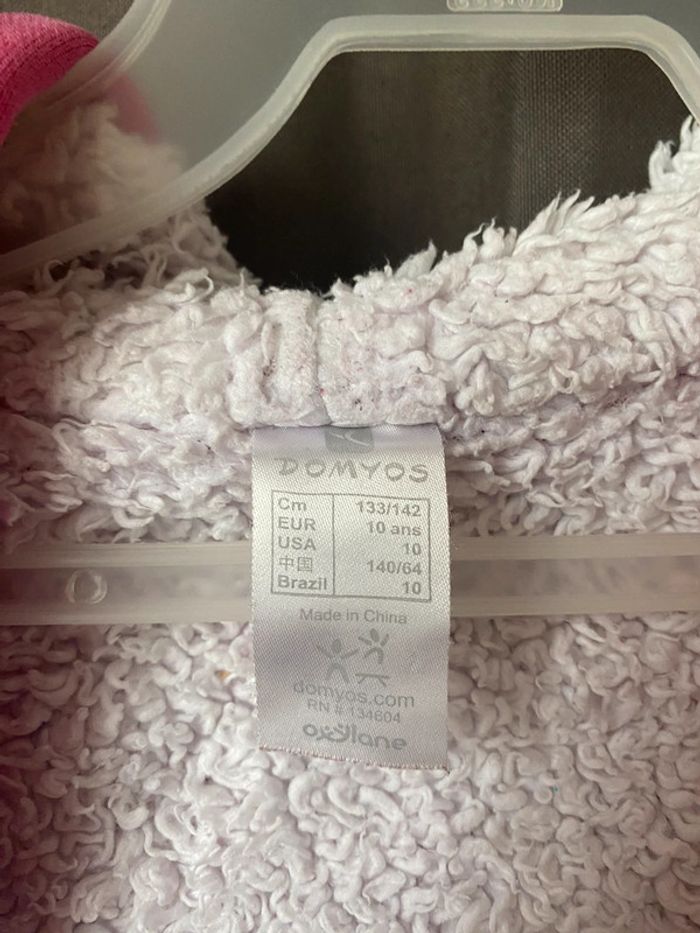 DOMYOS
Cm 133/142
EUR 10 ans
USA 10
中国 140/64
Brazil 10
Made in China
domyos.com
RN # 134604
oxylane